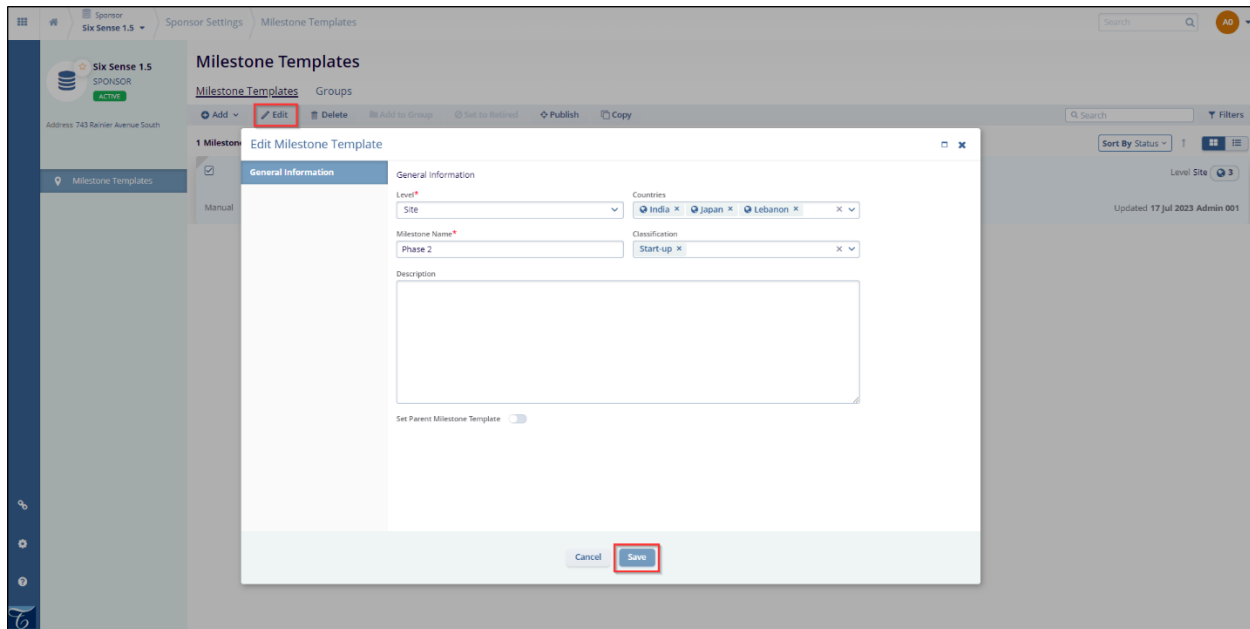 Sponsor
Six Sense 1.5
Sponsor Settings
Milestone Templates
Search
AO
Six Sense 1.5
SPONSOR
ACTIVE
Address 743 Rainier Avenue South
Milestone Templates
Milestone Templates
Milestone Templates Groups
Add Edit Delete Add to Group Set to Retired Publish Copy
Search
Filters
1 Mileston
Sort By Status
Level Site 3
Manual
Updated 17 Jul 2023 Admin 001
Edit Milestone Template
General Information
General Information
Level*
Countries
Site
India × Japan × Lebanon ×
Milestone Name*
Classification
Phase 2
Start-up ×
Description
Set Parent Milestone Template
Cancel Save